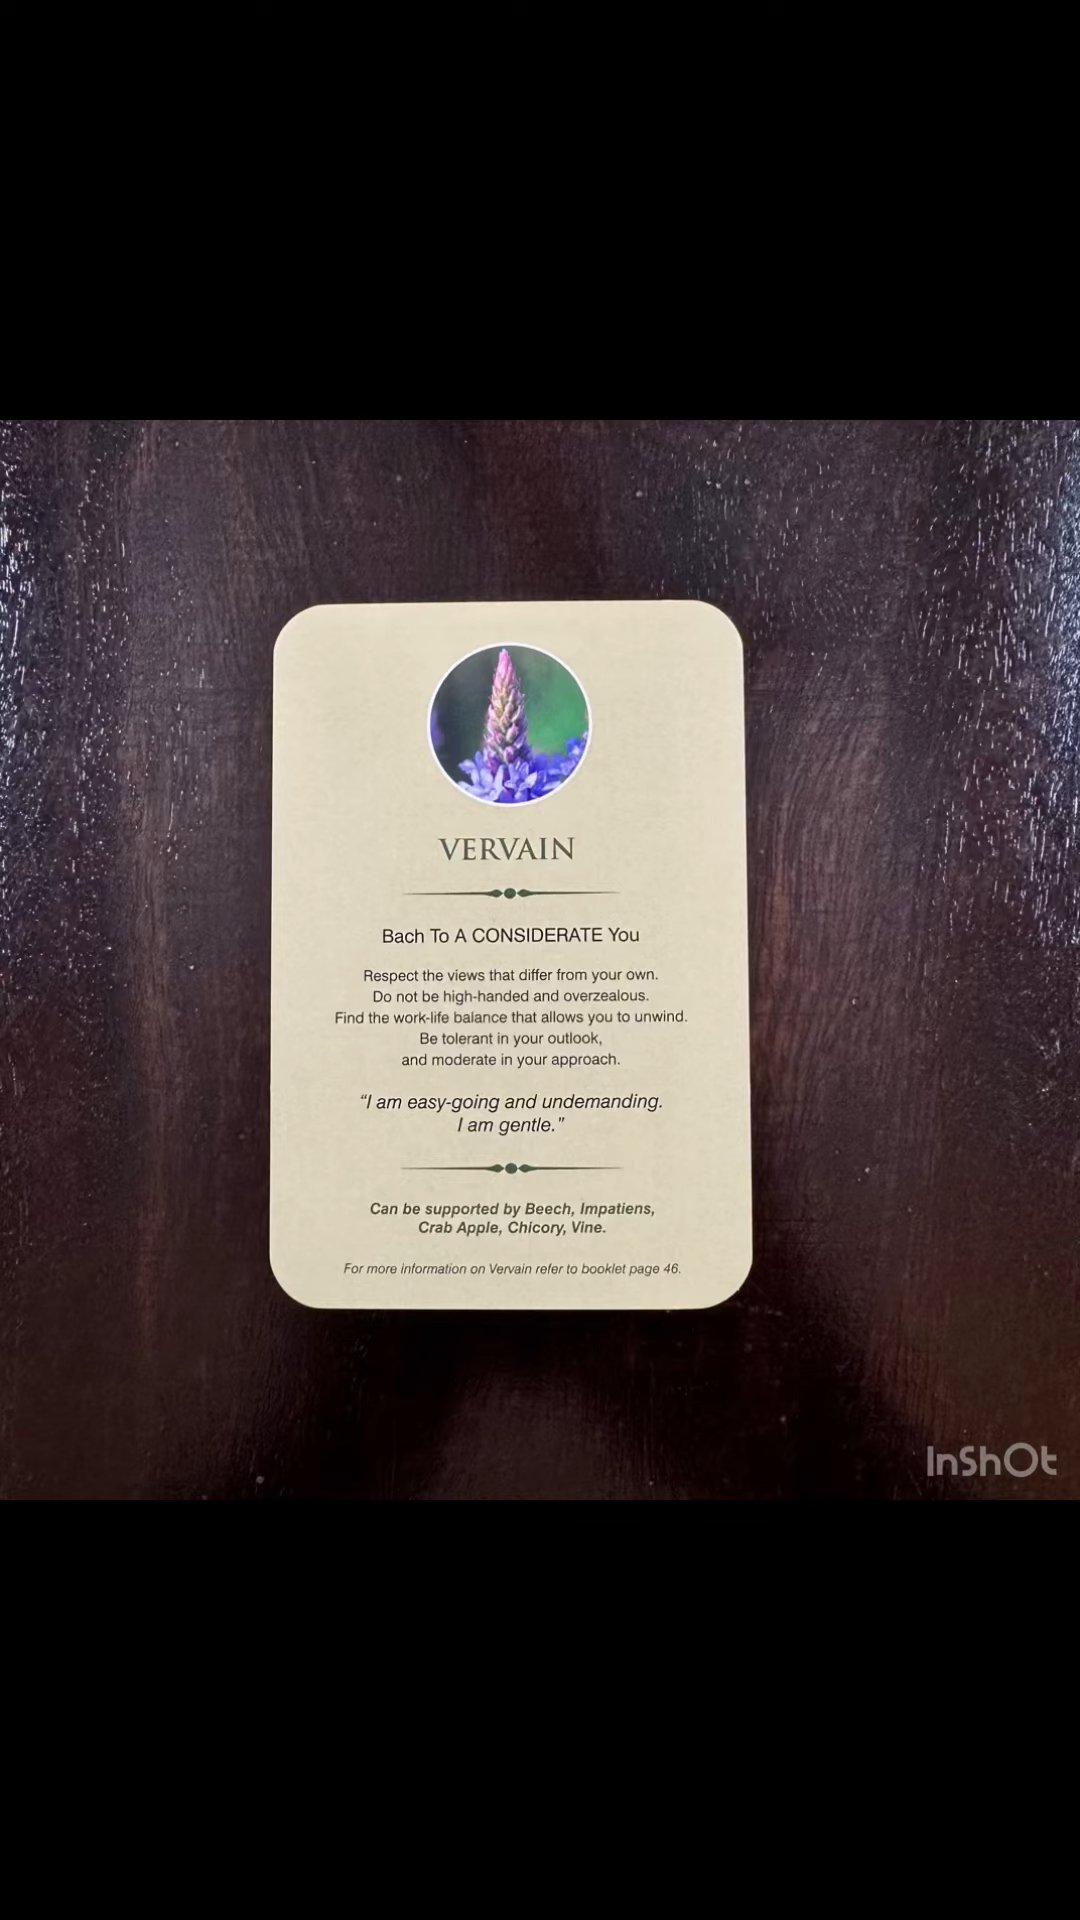 VERVAIN
Bach To A CONSIDERATE You
Respect the views that differ from your own.
Do not be high-handed and overzealous.
Find the work-life balance that allows you to unwind.
Be tolerant in your outlook,
and moderate in your approach.
“I am easy-going and undemanding.
I am gentle.”
Can be supported by Beech, Impatiens,
Crab Apple, Chicory, Vine.
For more information on Vervain refer to booklet page 46.
InShOt